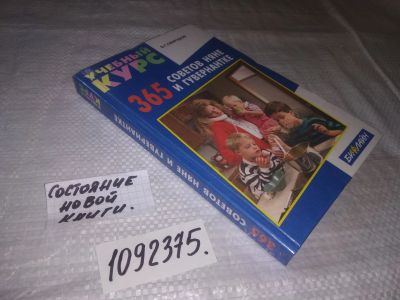 УЧЕБНЫЙ
КУРС
365
СОВЕТОВ НЯНЕ
И ГУВЕРНАНТКЕ
365 СОВЕТОВ НЯНЕ И ГУВЕРНАНТКЕ
СОСТОЯНИЕ
НОВОЙ
КНИГИ.
1092375.